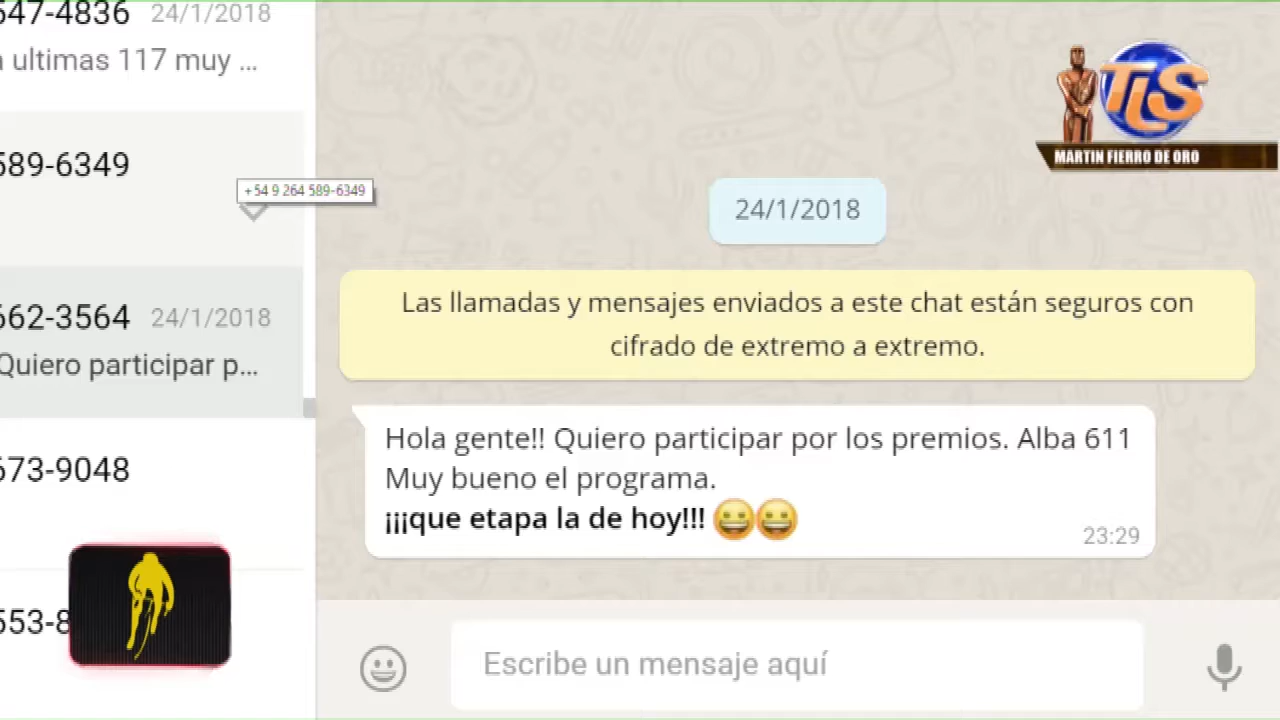 547-4836 24/1/2018
a ultimas 117 muy ...
589-6349
+54 9 264 589-6349
662-3564 24/1/2018
Quiero participar p...
673-9048
553-8
TLS
MARTIN FIERRO DE ORO
24/1/2018
Las llamadas y mensajes enviados a este chat están seguros con
cifrado de extremo a extremo.
Hola gente!! Quiero participar por los premios. Alba 611
Muy bueno el programa.
¡¡¡que etapa la de hoy!!! 😀😀
23:29
Escribe un mensaje aquí